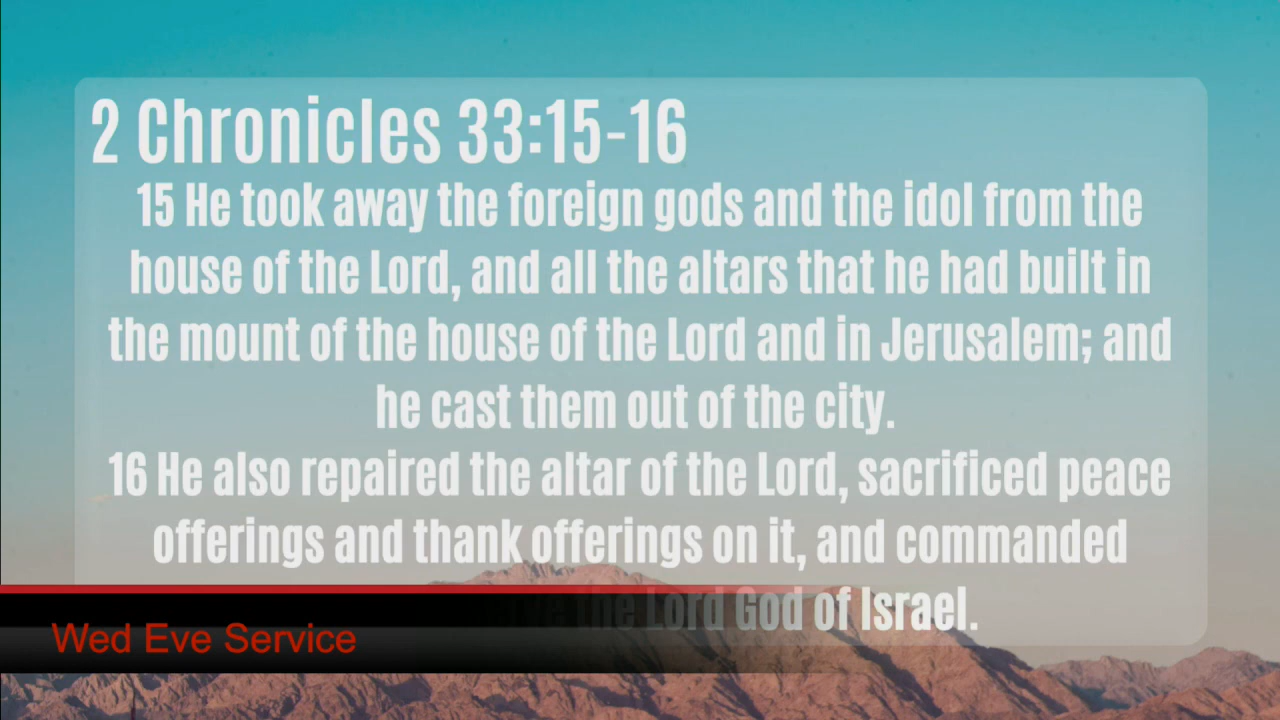 2 Chronicles 33:15-16
15 He took away the foreign gods and the idol from the
house of the Lord, and all the altars that he had built in
the mount of the house of the Lord and in Jerusalem; and
he cast them out of the city.
16 He also repaired the altar of the Lord, sacrificed peace
offerings and thank offerings on it, and commanded
the Lord God of Israel.
Wed Eve Service